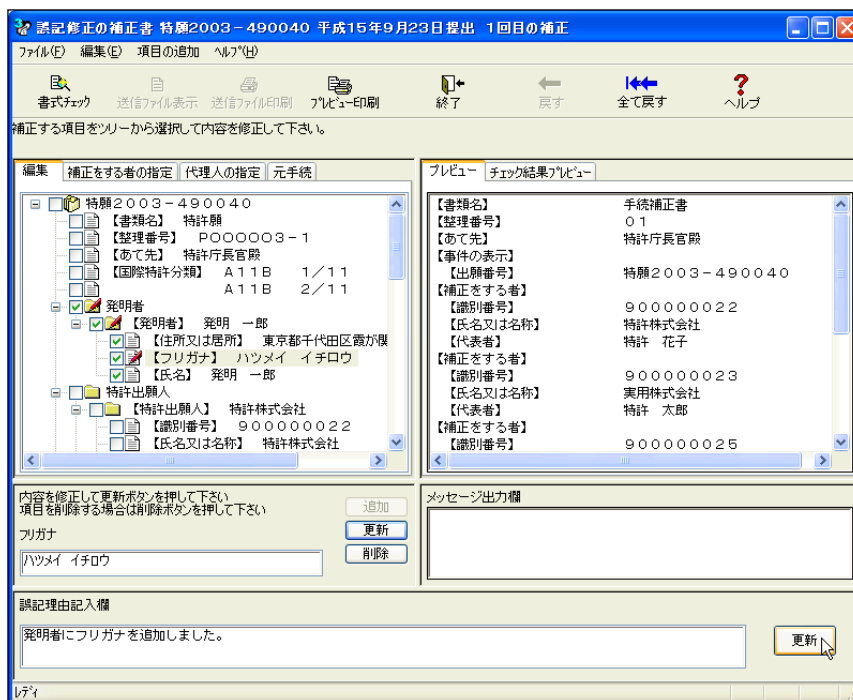 誤記修正の補正書 特願2003-490040 平成15年9月23日提出 1回目の補正
ファイル(F) 編集(E) 項目の追加 ヘルプ(H)
書式チェック 送信ファイル表示 送信ファイル印刷 プレビュー印刷 終了 戻す 全て戻す ヘルプ
補正する項目をツリーから選択して内容を修正して下さい。
編集 補正をする者の指定 代理人の指定 元手続
特願2003-490040
【書類名】 特許願
【整理番号】 PO00003-1
【あて先】 特許庁長官殿
【国際特許分類】 A11B 1/11
A11B 2/11
発明者
【発明者】 発明 一郎
【住所又は居所】 東京都千代田区霞が関
【フリガナ】 ハツメイ イチロウ
【氏名】 発明 一郎
特許出願人
【特許出願人】 特許株式会社
【識別番号】 900000022
【氏名又は名称】 特許株式会社
プレビュー チェック結果プレビュー
【書類名】 手続補正書
【整理番号】 01
【あて先】 特許庁長官殿
【事件の表示】
【出願番号】 特願2003-490040
【補正をする者】
【識別番号】 900000022
【氏名又は名称】 特許株式会社
【代表者】 特許 花子
【補正をする者】
【識別番号】 900000023
【氏名又は名称】 実用株式会社
【代表者】 特許 太郎
【補正をする者】
【識別番号】 900000025
内容を修正して更新ボタンを押して下さい
項目を削除する場合は削除ボタンを押して下さい
追加
フリガナ
更新
ハツメイ イチロウ
削除
メッセージ出力欄
誤記理由記入欄
発明者にフリガナを追加しました。
更新
レディ